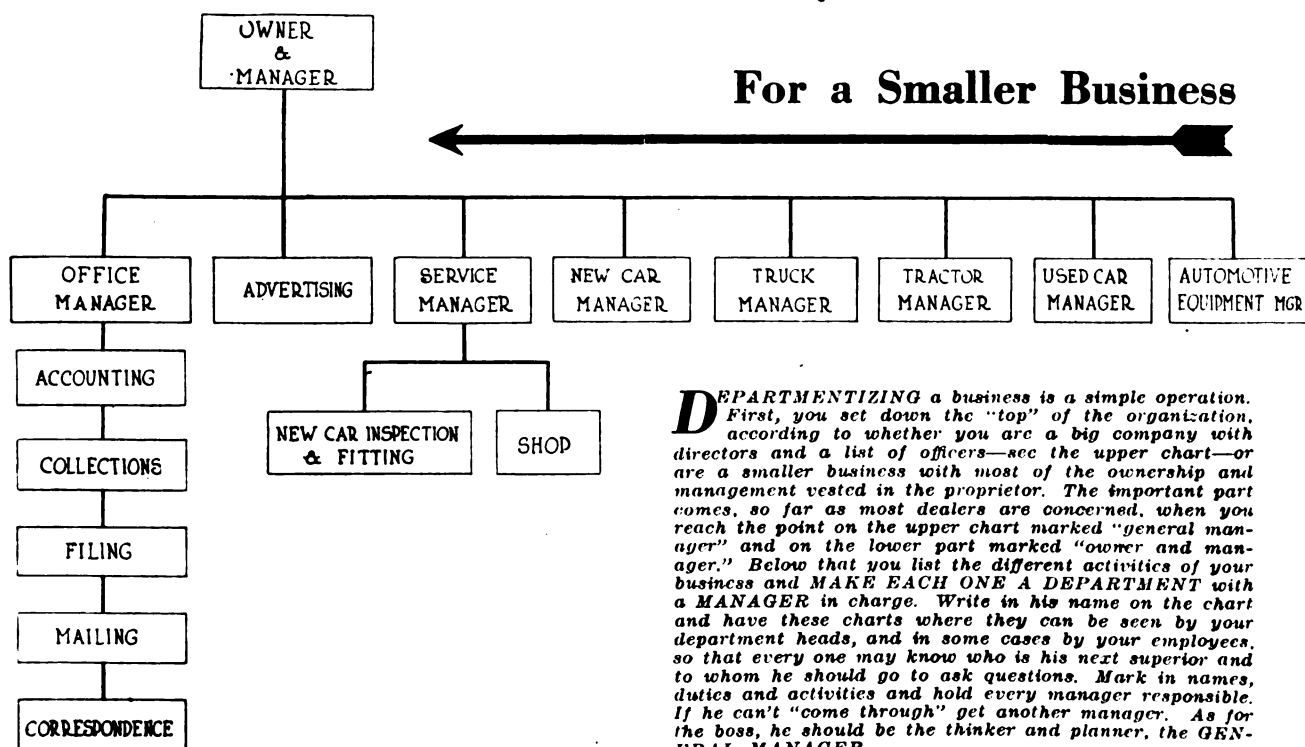 OWNER
&
MANAGER
For a Smaller Business
OFFICE
MANAGER
ADVERTISING
SERVICE
MANAGER
NEW CAR
MANAGER
TRUCK
MANAGER
TRACTOR
MANAGER
USED CAR
MANAGER
AUTOMOTIVE
EQUIPMENT MGR
ACCOUNTING
COLLECTIONS
FILING
MAILING
CORRESPONDENCE
NEW CAR INSPECTION
& FITTING
SHOP
DEPARTMENTIZING a business is a simple operation.
First, you set down the "top" of the organization,
according to whether you are a big company with
directors and a list of officers—see the upper chart—or
are a smaller business with most of the ownership and
management vested in the proprietor. The important part
comes, so far as most dealers are concerned, when you
reach the point on the upper chart marked "general man-
ager" and on the lower part marked "owner and man-
ager." Below that you list the different activities of your
business and MAKE EACH ONE A DEPARTMENT with
a MANAGER in charge. Write in his name on the chart
and have these charts where they can be seen by your
department heads, and in some cases by your employees,
so that every one may know who is his next superior and
to whom he should go to ask questions. Mark in names,
duties and activities and hold every manager responsible.
If he can't "come through" get another manager. As for
the boss, he should be the thinker and planner, the GEN-
ERAL MANAGER